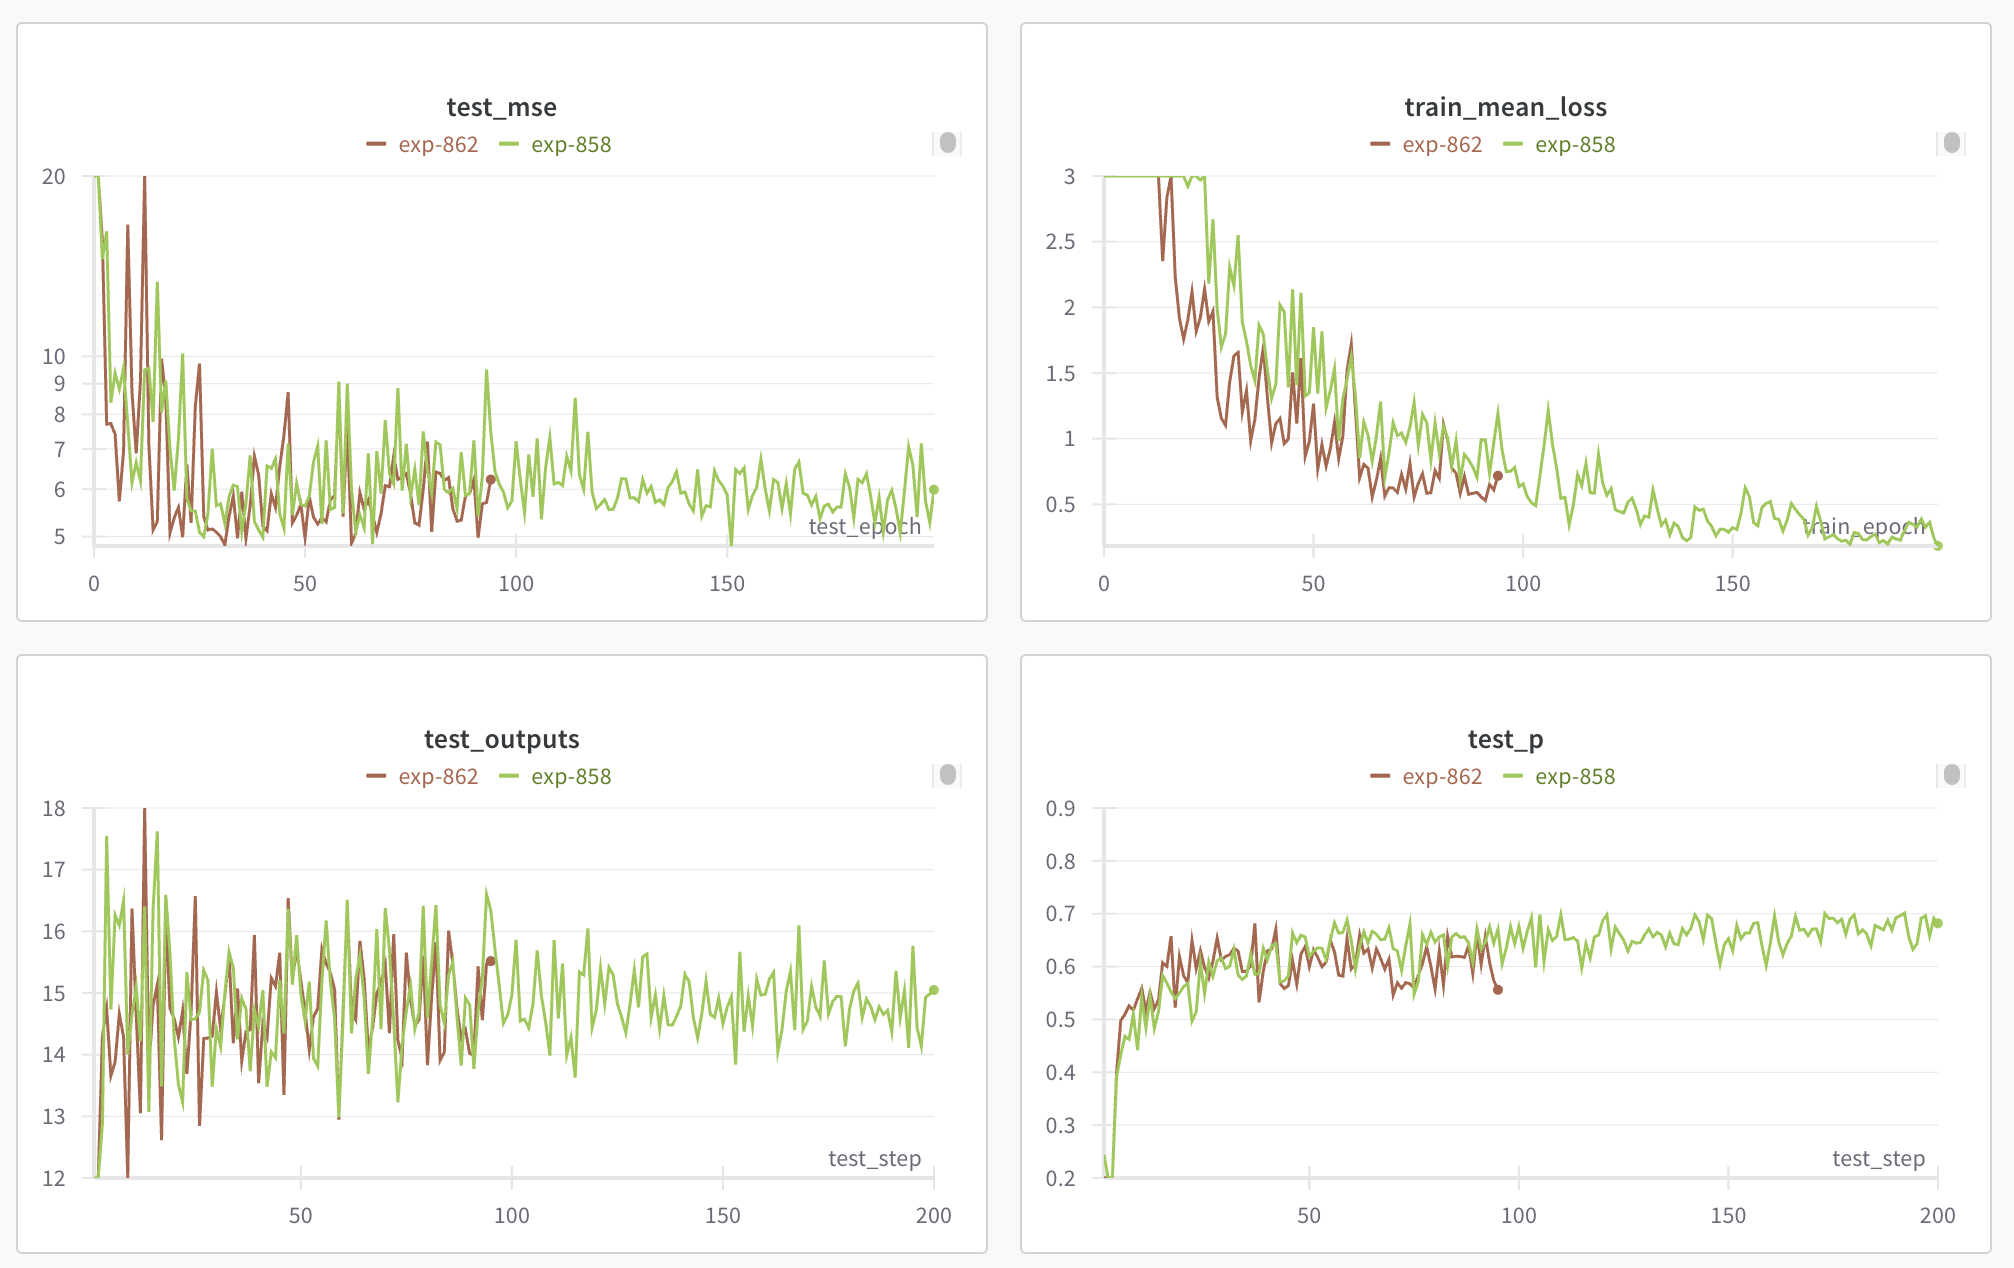 test_mse
exp-862 exp-858
20
10
9
8
7
6
5
test_epoch
0 50 100 150
train_mean_loss
exp-862 exp-858
3
2.5
2
1.5
1
0.5
train_epoch
0 50 100 150
test_outputs
exp-862 exp-858
18
17
16
15
14
13
12
test_step
50 100 150 200
test_p
exp-862 exp-858
0.9
0.8
0.7
0.6
0.5
0.4
0.3
0.2
test_step
50 100 150 200